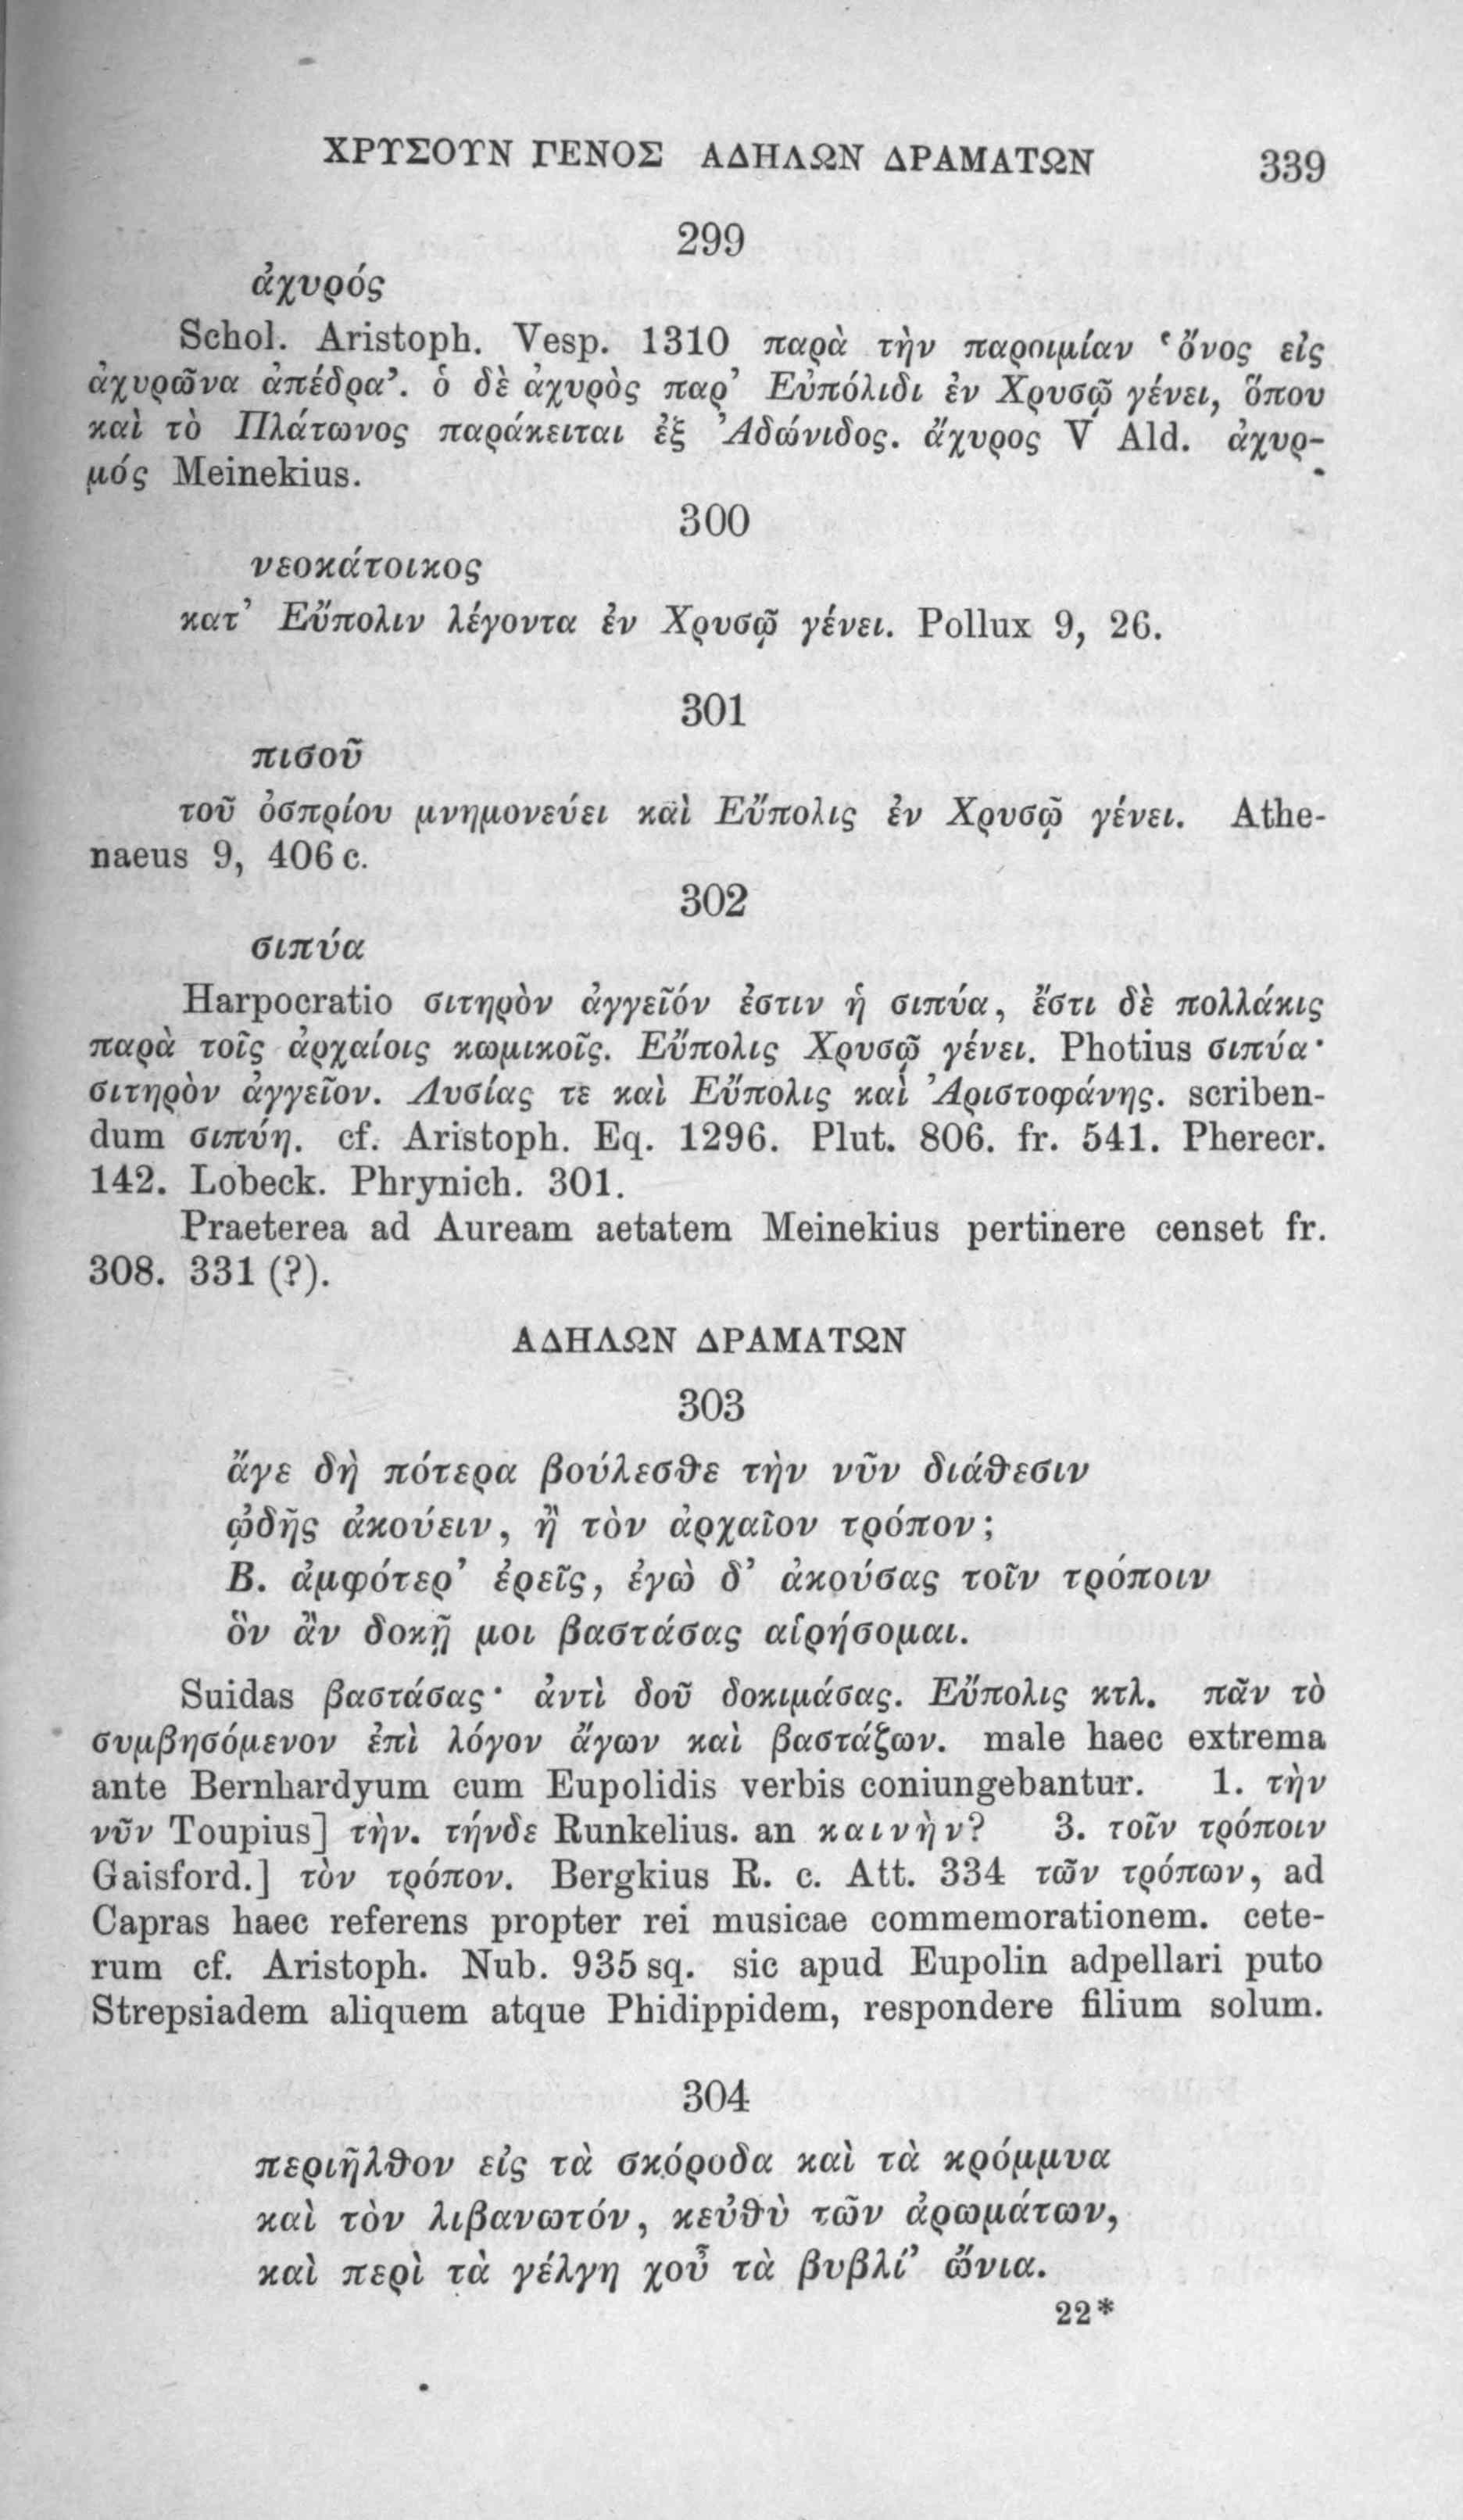 ΧΡΥΣΟΥΝ ΓΕΝΟΣ ΑΔΗΛΩΝ ΔΡΑΜΑΤΩΝ 339
299
ἀχυρός
Schol. Aristoph. Vesp. 1310 παρὰ τὴν παροιμίαν ‘ὄνος εἰς
ἀχυρῶνα ἀπέδρα’. ὁ δὲ ἀχυρὸς παρ’ Εὐπόλιδι ἐν Χρυσῷ γένει, ὅπου
καὶ τὸ Πλάτωνος παράκειται ἐξ Ἀδώνιδος. ἄχυρος V Ald. ἀχυρ-
μός Meinekius.
300
νεοκάτοικος
κατ’ Εὔπολιν λέγοντα ἐν Χρυσῷ γένει. Pollux 9, 26.
301
πισοῦ
τοῦ ὀσπρίου μνημονεύει καὶ Εὔπολις ἐν Χρυσῷ γένει. Athe-
naeus 9, 406 c.
302
σιπύα
Harpocratio σιτηρὸν ἀγγεῖόν ἐστιν ἡ σιπύα, ἔστι δὲ πολλάκις
παρὰ τοῖς ἀρχαίοις κωμικοῖς. Εὔπολις Χρυσῷ γένει. Photius σιπύα·
σιτηρὸν ἀγγεῖον. Λυσίας τε καὶ Εὔπολις καὶ Ἀριστοφάνης. scriben-
dum σιπύη. cf. Aristoph. Eq. 1296. Plut. 806. fr. 541. Pherecr.
142. Lobeck. Phrynich. 301.
Praeterea ad Auream aetatem Meinekius pertinere censet fr.
308. 331 (?).
ΑΔΗΛΩΝ ΔΡΑΜΑΤΩΝ
303
ἄγε δὴ πότερα βούλεσθε τὴν νῦν διάθεσιν
ᾠδῆς ἀκούειν, ἢ τὸν ἀρχαῖον τρόπον;
Β. ἀμφότερ’ ἐρεῖς, ἐγὼ δ’ ἀκούσας τοῖν τρόποιν
ὃν ἂν δοκῇ μοι βαστάσας αἱρήσομαι.
Suidas βαστάσας· ἀντὶ δοῦ δοκιμάσας. Εὔπολις κτλ. πᾶν τὸ
συμβησόμενον ἐπὶ λόγον ἄγων καὶ βαστάζων. male haec extrema
ante Bernhardyum cum Eupolidis verbis coniungebantur. 1. τὴν
νῦν Toupius] τὴν. τήνδε Runkelius. an καινὴν? 3. τοῖν τρόποιν
Gaisford.] τὸν τρόπον. Bergkius R. c. Att. 334 τῶν τρόπων, ad
Capras haec referens propter rei musicae commemorationem. cete-
rum cf. Aristoph. Nub. 935 sq. sic apud Eupolin adpellari puto
Strepsiadem aliquem atque Phidippidem, respondere filium solum.
304
περιῆλθον εἰς τὰ σκόροδα καὶ τὰ κρόμμυα
καὶ τὸν λιβανωτόν, κεὐθὺ τῶν ἀρωμάτων,
καὶ περὶ τὰ γέλγη χοὖ τὰ βυβλί’ ὤνια.
22*